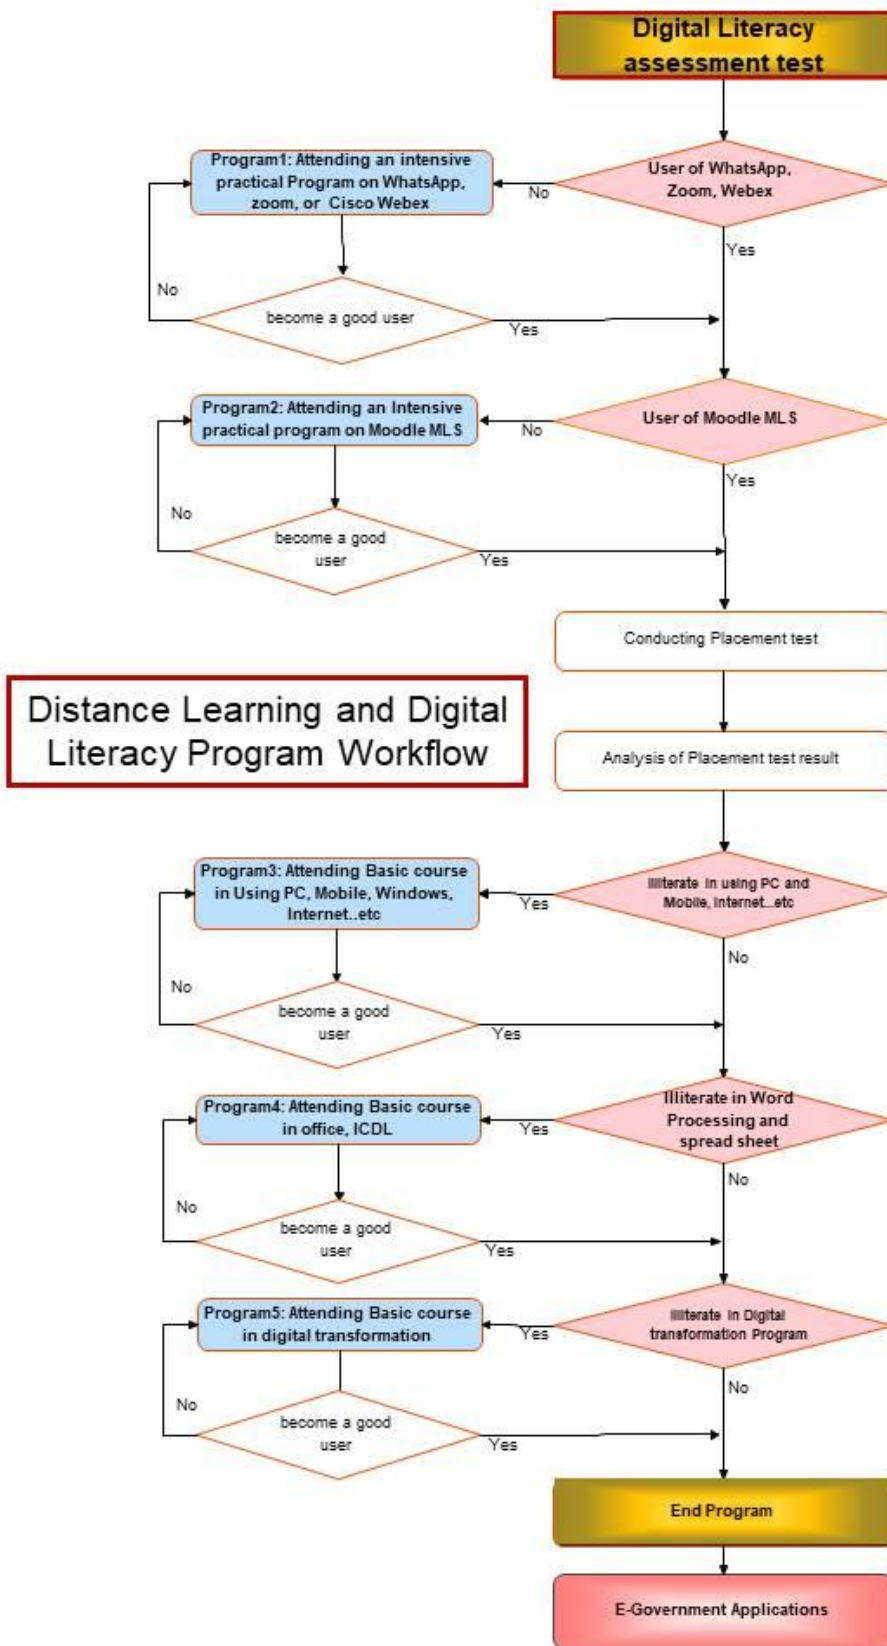 Digital Literacy
assessment test
Program1: Attending an intensive
practical Program on WhatsApp,
zoom, or Cisco Webex
No
User of WhatsApp,
Zoom, Webex
Yes
No
become a good user
Yes
Program2: Attending an Intensive
practical program on Moodle MLS
No
User of Moodle MLS
Yes
No
become a good
user
Yes
Conducting Placement test
Distance Learning and Digital
Literacy Program Workflow
Analysis of Placement test result
Program3: Attending Basic course
in Using PC, Mobile, Windows,
Internet..etc
Yes
Illiterate in using PC and
Mobile, Internet...etc
No
No
become a good
user
Yes
Program4: Attending Basic course
in office, ICDL
Yes
Illiterate in Word
Processing and
spread sheet
No
No
become a good
user
Yes
Program5: Attending Basic course
in digital transformation
Yes
Illiterate in Digital
transformation Program
No
No
become a good
user
Yes
End Program
E-Government Applications